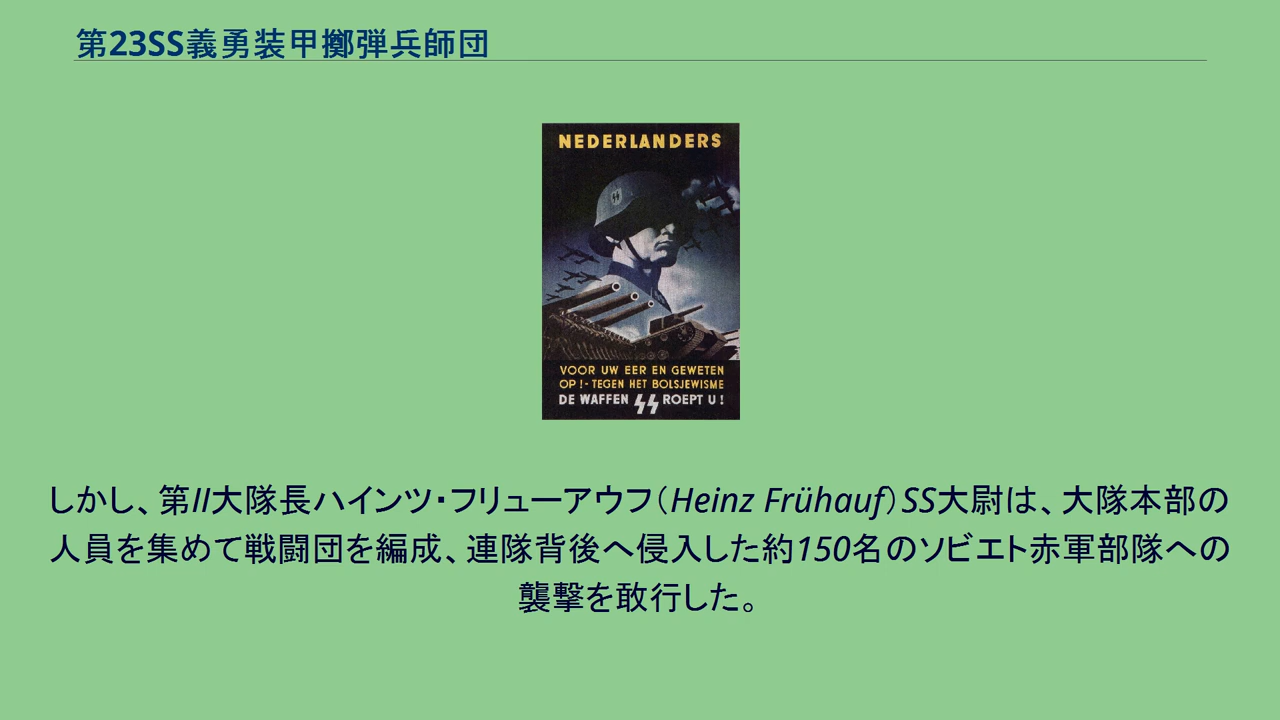 第23SS義勇装甲擲弾兵師団
NEDERLANDERS
VOOR UW EER EN GEWETEN
OP!- TEGEN HET BOLSJEWISME
DE WAFFEN SS ROEPT U!
しかし、第II大隊長ハインツ・フリューアウフ（Heinz Frühauf）SS大尉は、大隊本部の
人員を集めて戦闘団を編成、連隊背後へ侵入した約150名のソビエト赤軍部隊への
襲撃を敢行した。